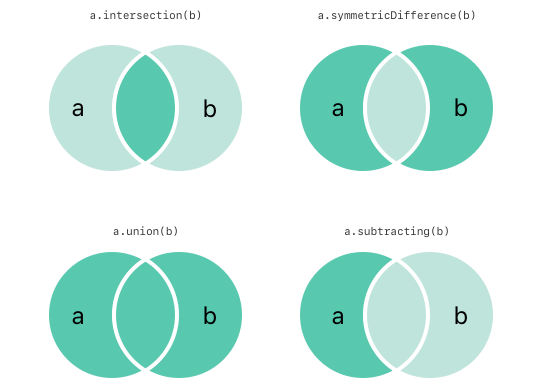 a.intersection(b)
a.symmetricDifference(b)
a b
a b
a.union(b)
a.subtracting(b)
a b
a b